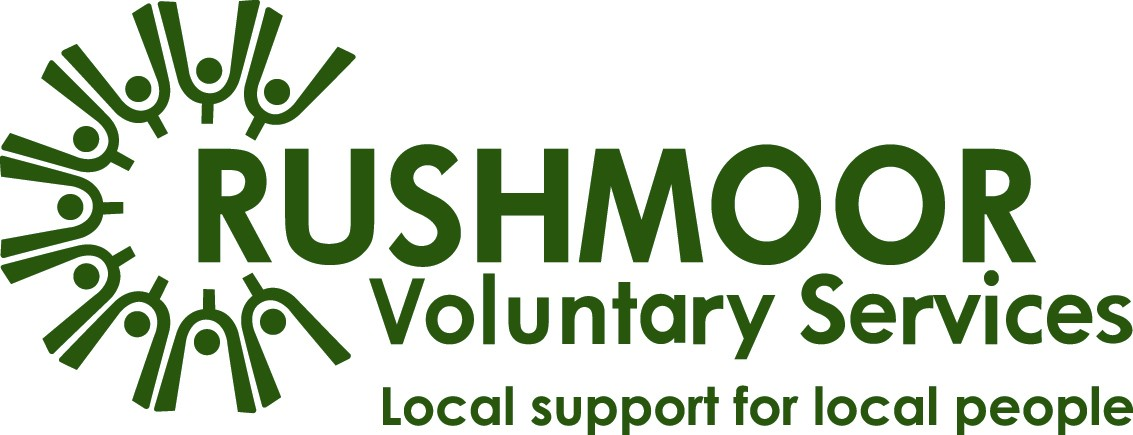 RUSHMOOR
Voluntary Services
Local support for local people